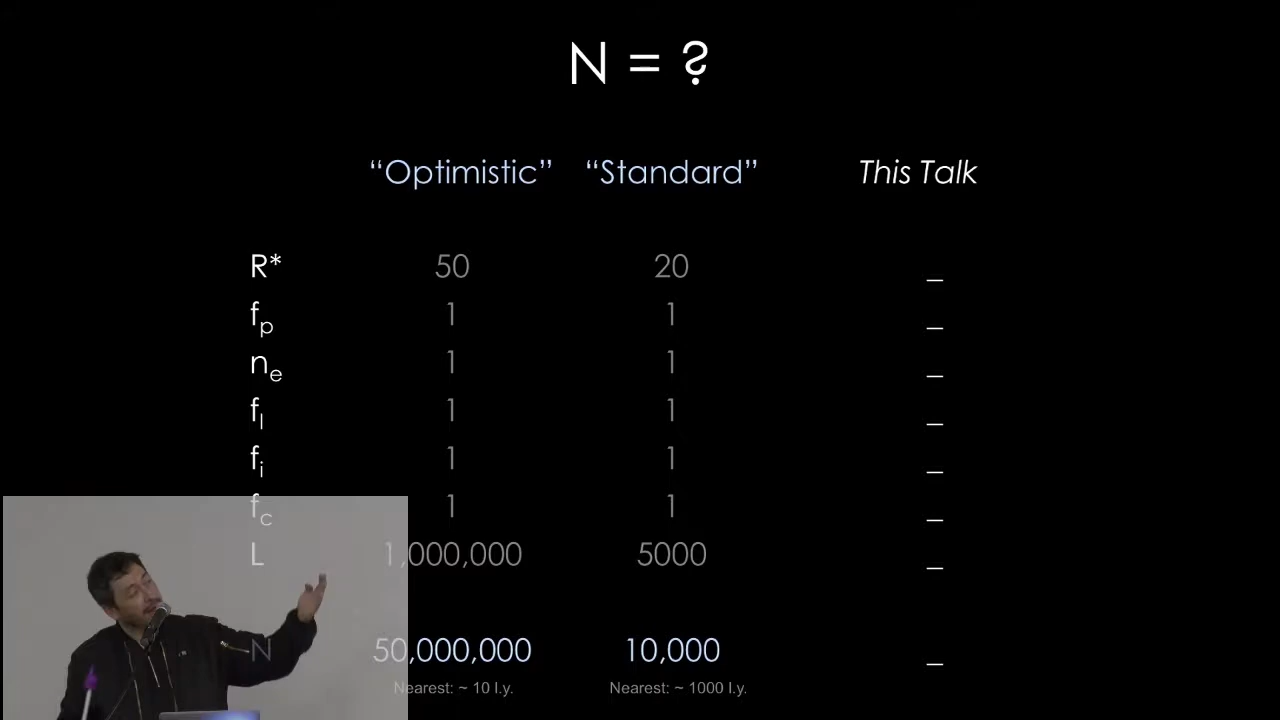 N = ?
“Optimistic” “Standard” This Talk
R* 50 20 _
fp 1 1 _
ne 1 1 _
fl 1 1 _
fi 1 1 _
fc 1 1 _
L 1,000,000 5000 _
N 50,000,000 10,000 _
Nearest: ~ 10 l.y. Nearest: ~ 1000 l.y.